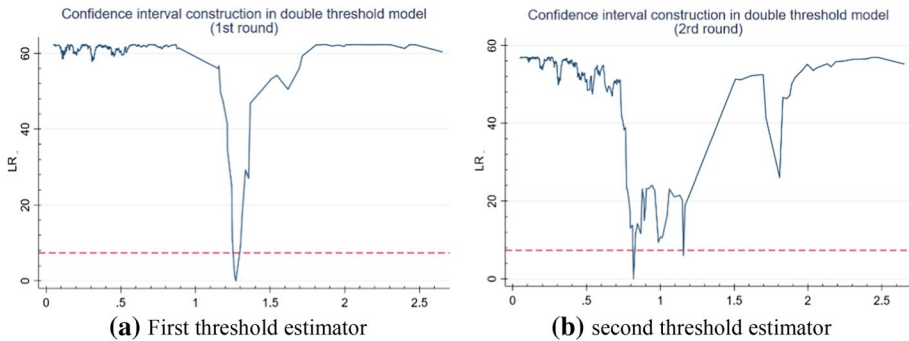 Confidence interval construction in double threshold model
(1st round)
LR
60
40
20
0
0 .5 1 1.5 2 2.5
(a) First threshold estimator
Confidence interval construction in double threshold model
(2rd round)
LR
60
40
20
0
0 .5 1 1.5 2 2.5
(b) second threshold estimator